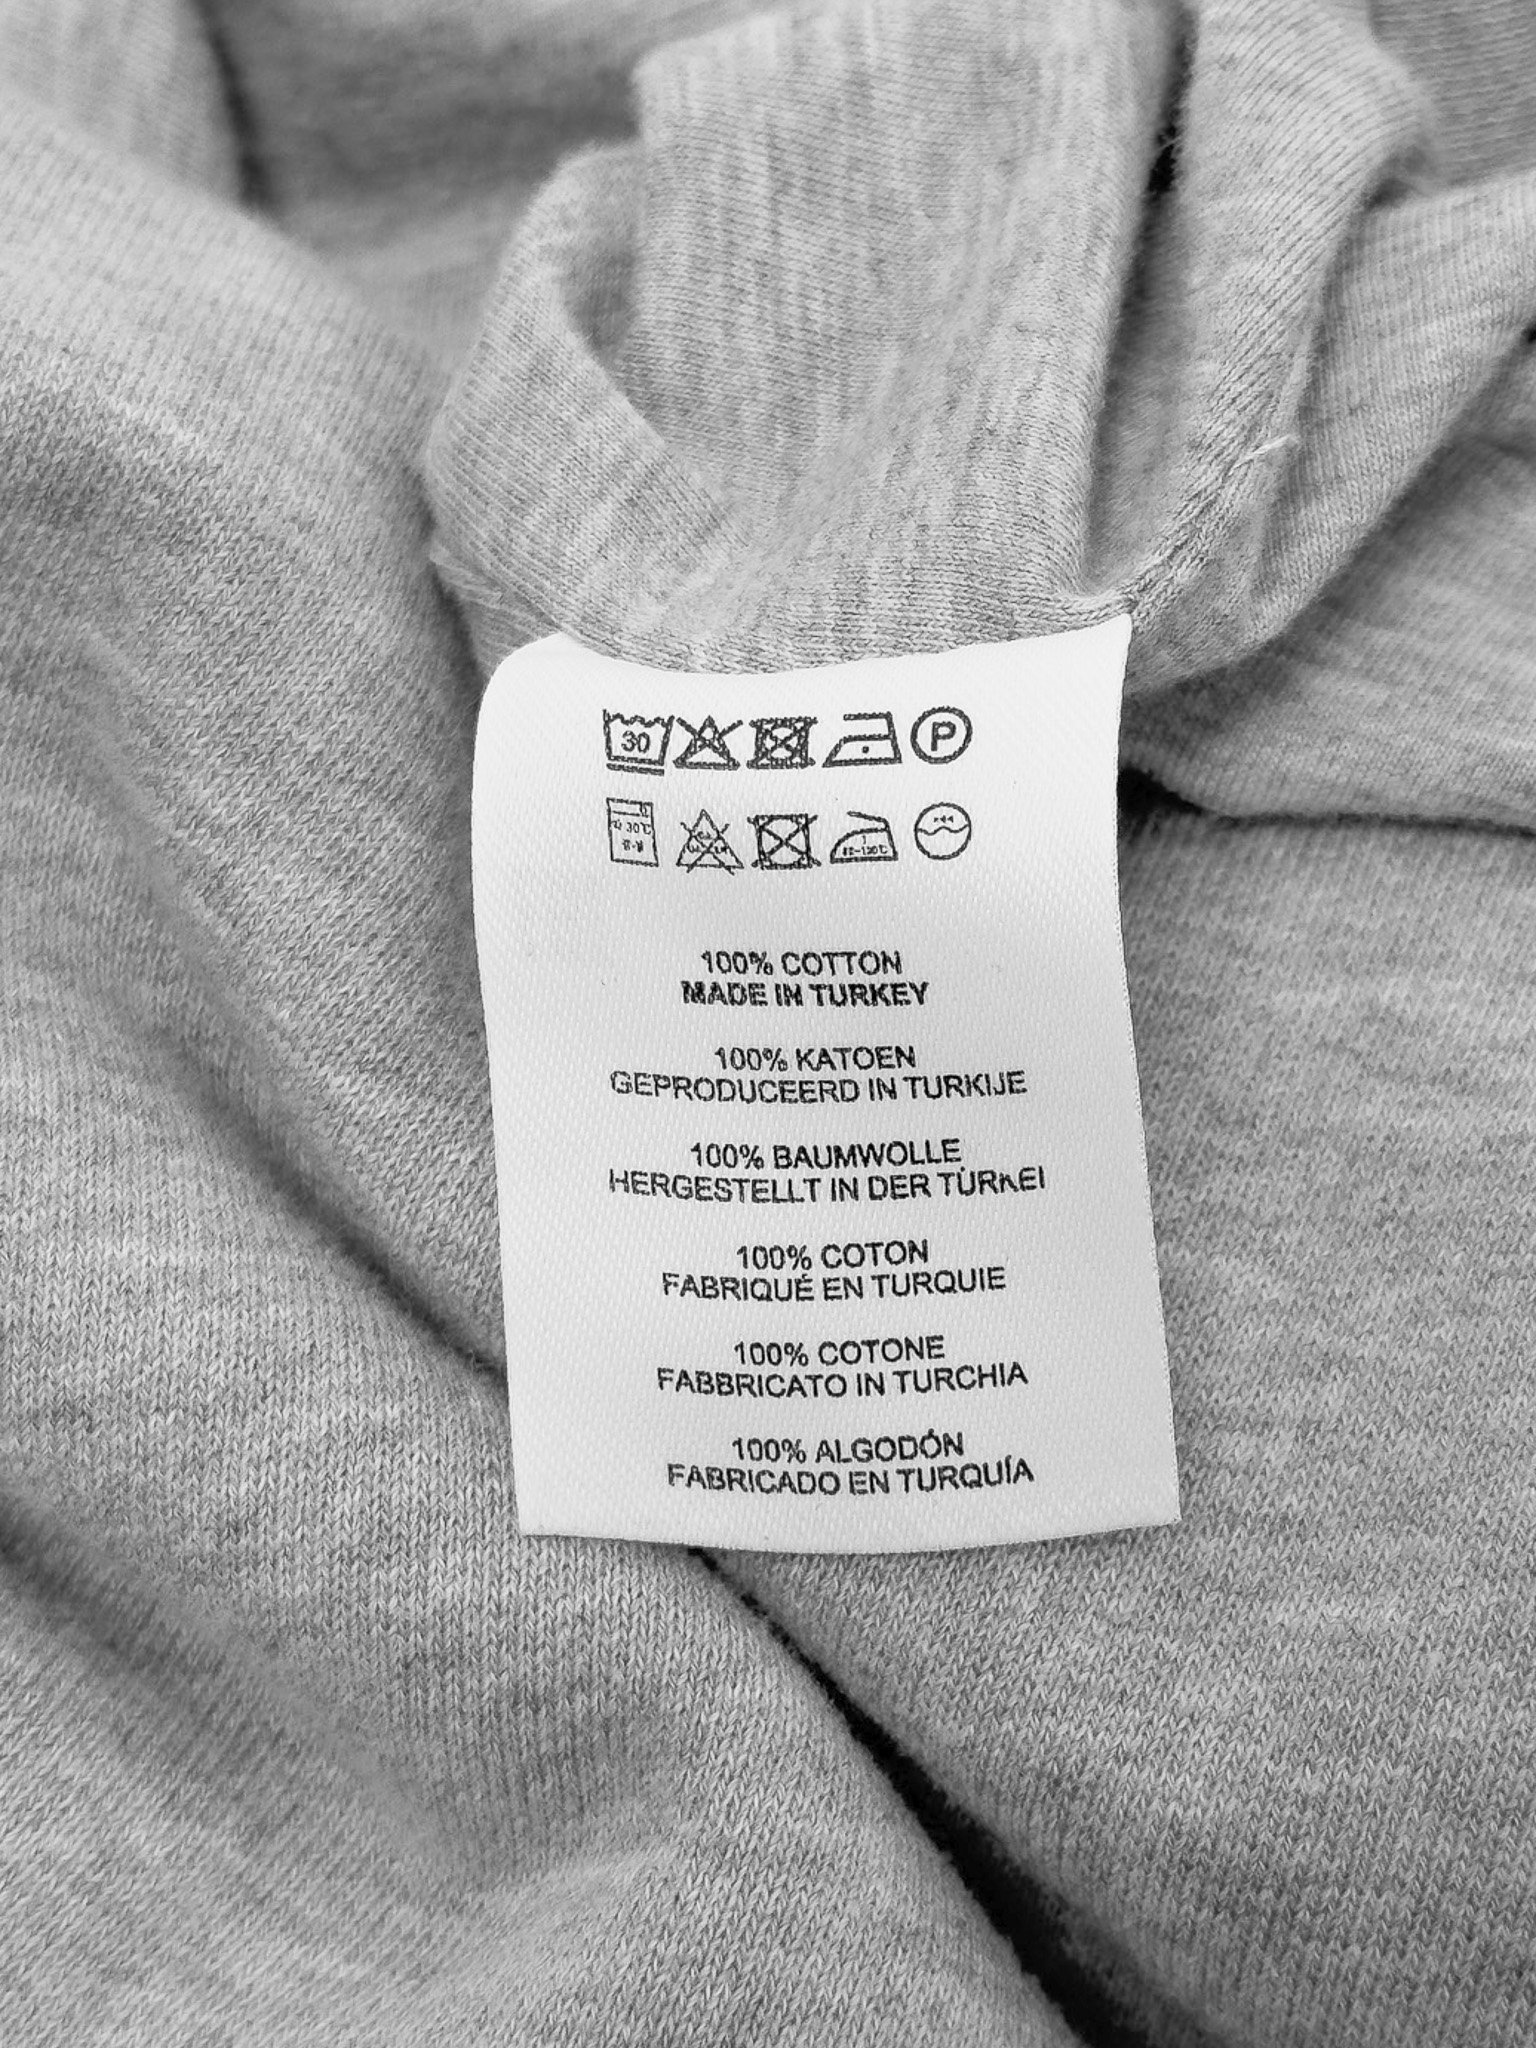 30
P
100% COTTON
MADE IN TURKEY
100% KATOEN
GEPRODUCEERD IN TURKIJE
100% BAUMWOLLE
HERGESTELLT IN DER TÜRKEI
100% COTON
FABRIQUÉ EN TURQUIE
100% COTONE
FABBRICATO IN TURCHIA
100% ALGODÓN
FABRICADO EN TURQUÍA